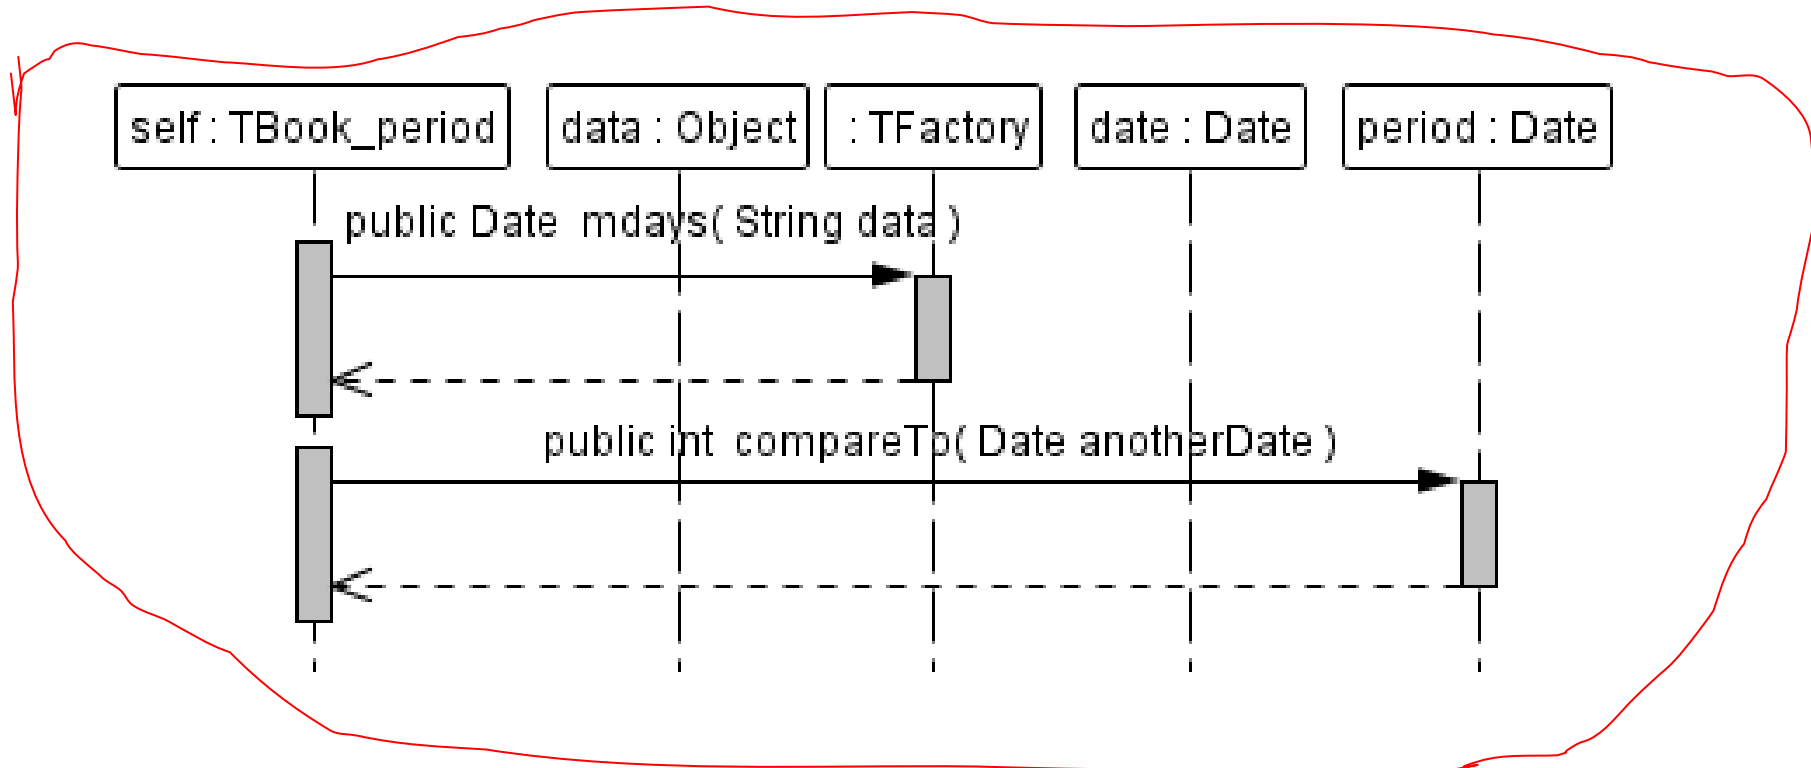 self : TBook_period
data : Object
: TFactory
date : Date
period : Date
public Date mdays( String data )
public int compareTo( Date anotherDate )